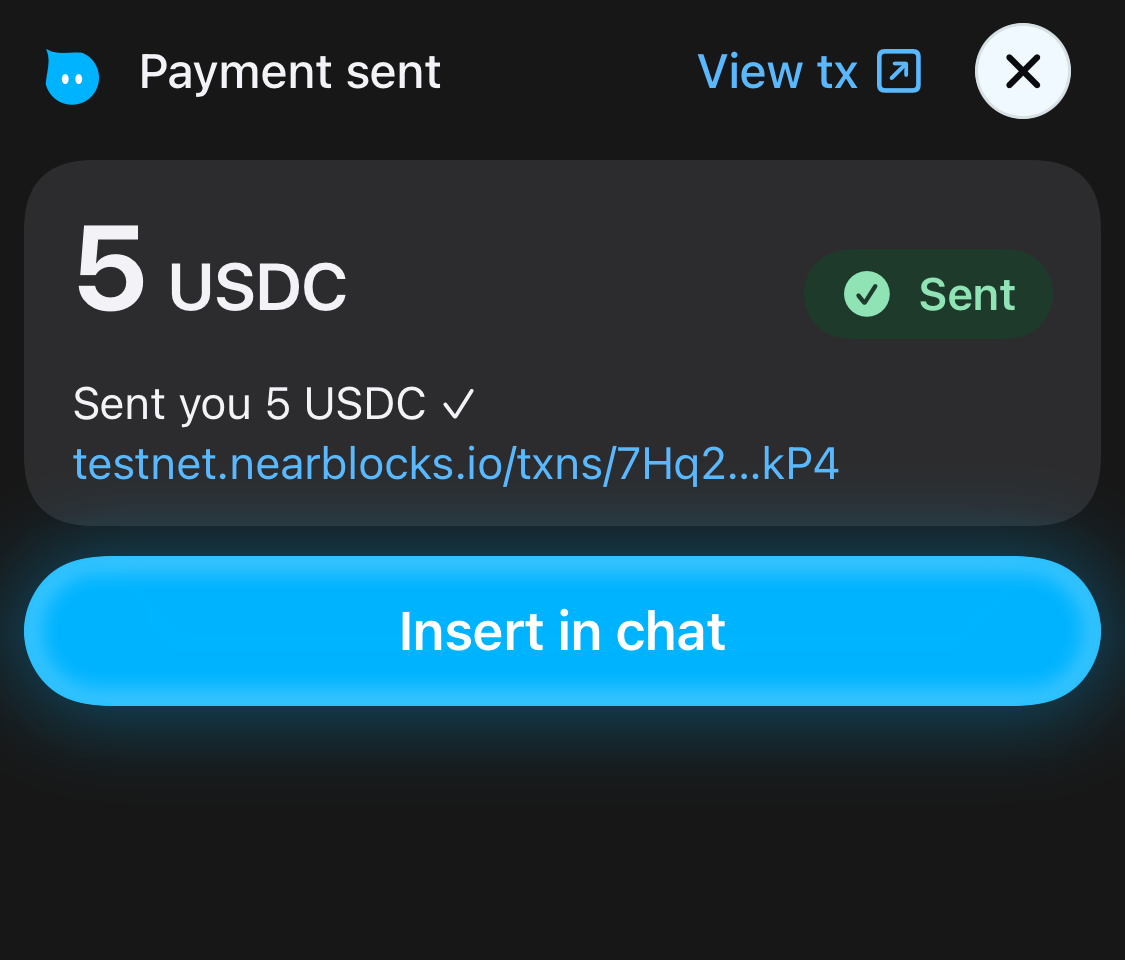 Payment sent
View tx
5 USDC
Sent
Sent you 5 USDC ✓
testnet.nearblocks.io/txns/7Hq2...kP4
Insert in chat